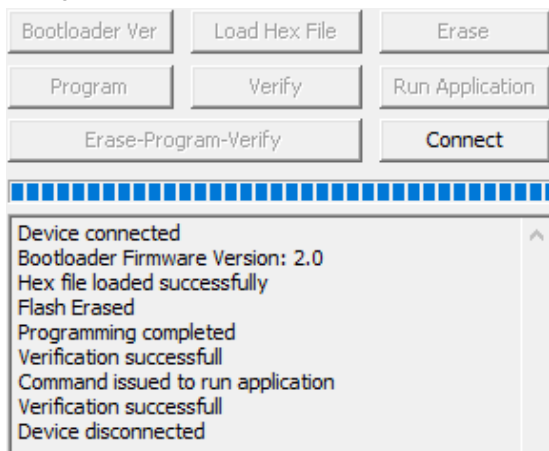 Bootloader Ver Load Hex File Erase
Program Verify Run Application
Erase-Program-Verify Connect
Device connected
Bootloader Firmware Version: 2.0
Hex file loaded successfully
Flash Erased
Programming completed
Verification successfull
Command issued to run application
Verification successfull
Device disconnected